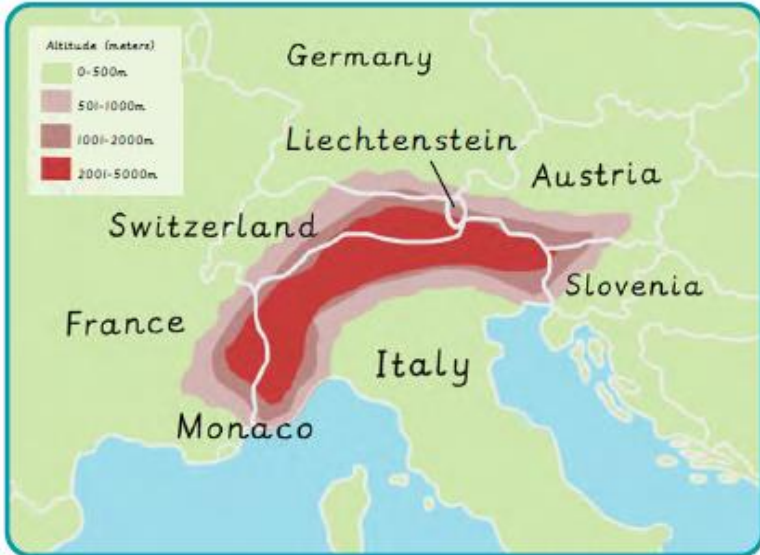 Altitude (meters)
0-500m
501-1000m
1001-2000m
2001-5000m
Germany
Liechtenstein
Austria
Switzerland
Slovenia
France
Italy
Monaco